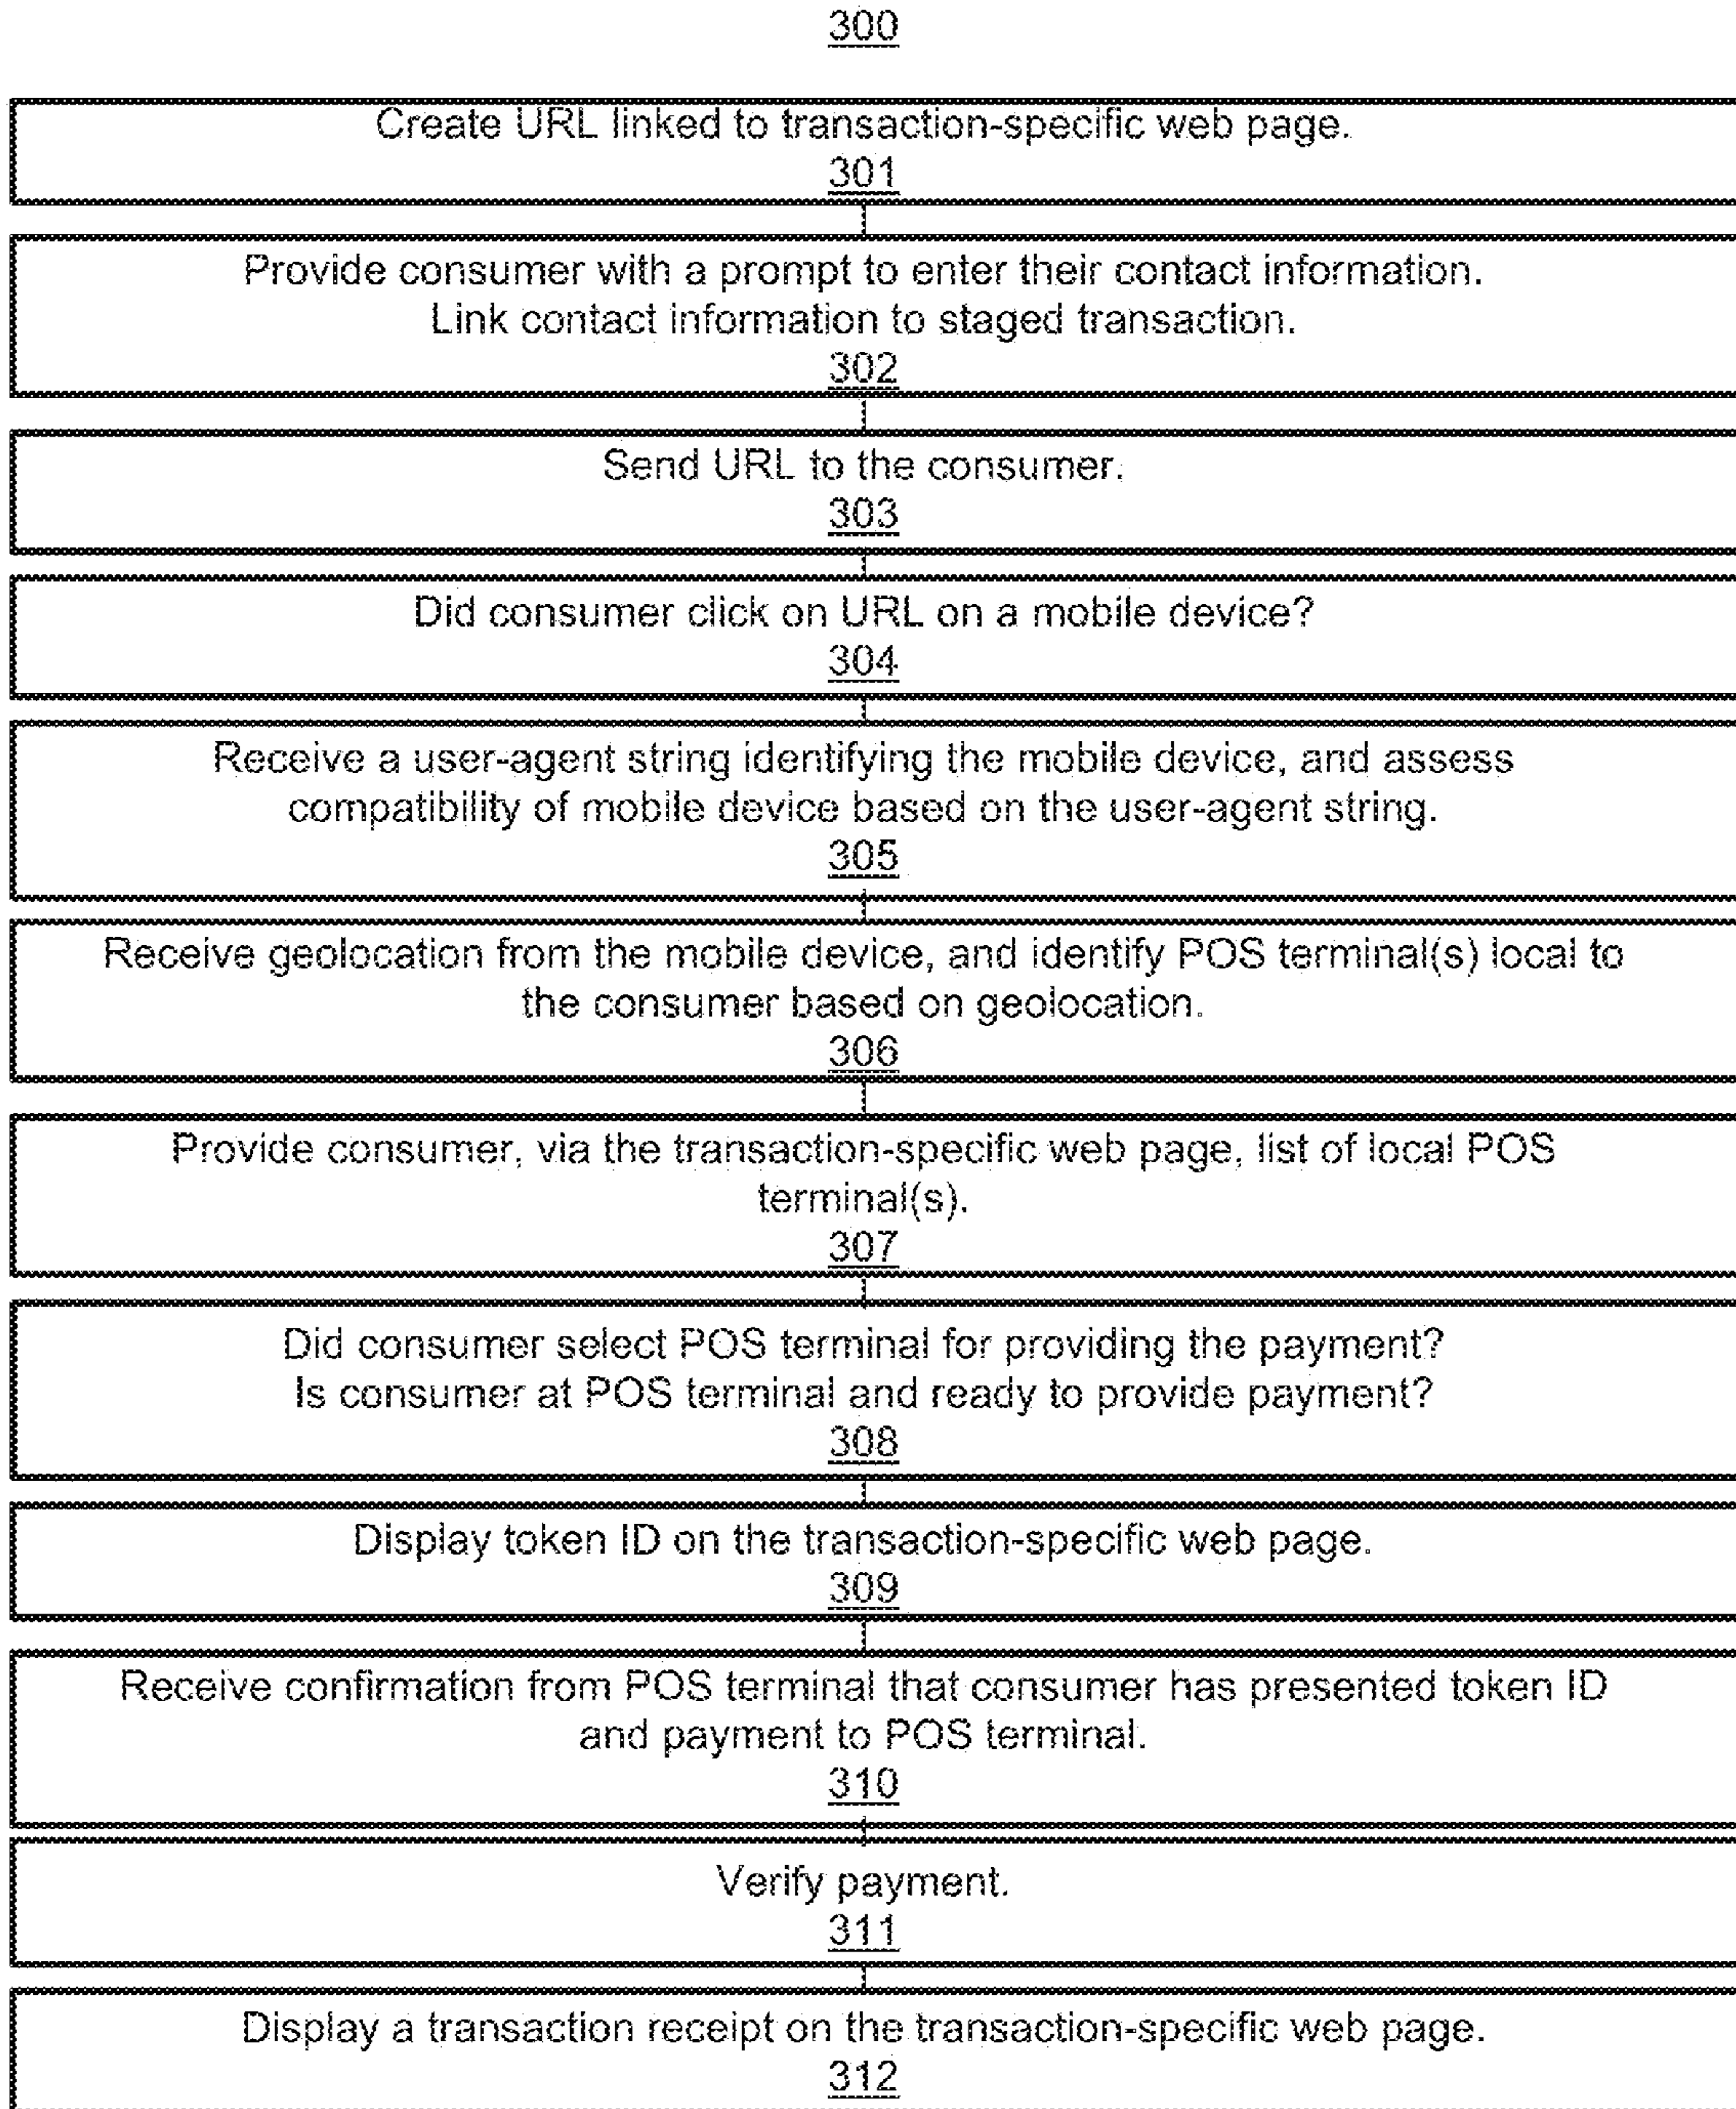 300
Create URL linked to transaction-specific web page.
301
Provide consumer with a prompt to enter their contact information.
Link contact information to staged transaction.
302
Send URL to the consumer.
303
Did consumer click on URL on a mobile device?
304
Receive a user-agent string identifying the mobile device, and assess
compatibility of mobile device based on the user-agent string.
305
Receive geolocation from the mobile device, and identify POS terminal(s) local to
the consumer based on geolocation.
306
Provide consumer, via the transaction-specific web page, list of local POS
terminal(s).
307
Did consumer select POS terminal for providing the payment?
Is consumer at POS terminal and ready to provide payment?
308
Display token ID on the transaction-specific web page.
309
Receive confirmation from POS terminal that consumer has presented token ID
and payment to POS terminal.
310
Verify payment.
311
Display a transaction receipt on the transaction-specific web page.
312